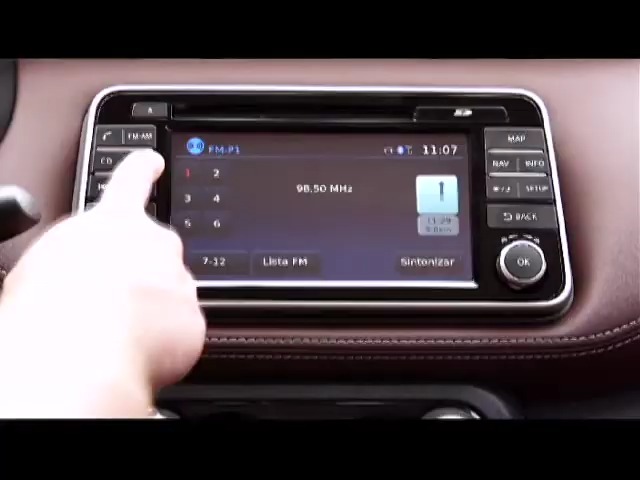 FM-AM
CD
FM-P1
11:07
1 2
98.50 MHz
3 4
5 6
7-12
Lista FM
Sintonizar
MAP
NAV INFO
SETUP
BACK
OK